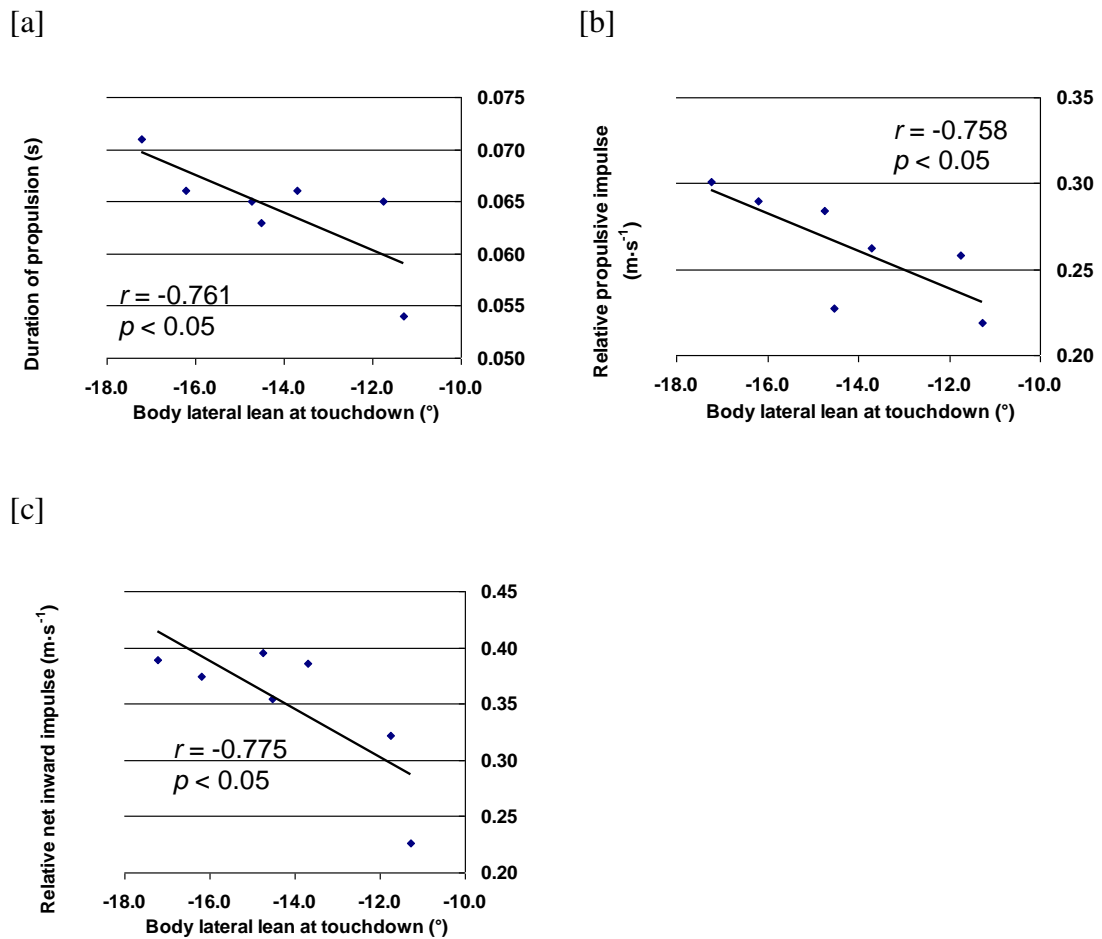 [a]
Duration of propulsion (s)
0.075
0.070
0.065
0.060
0.055
0.050
r = -0.761
p < 0.05
-18.0 -16.0 -14.0 -12.0 -10.0
Body lateral lean at touchdown (°)
[b]
Relative propulsive impulse
(m·s-1)
0.35
0.30
0.25
0.20
r = -0.758
p < 0.05
-18.0 -16.0 -14.0 -12.0 -10.0
Body lateral lean at touchdown (°)
[c]
Relative net inward impulse (m·s-1)
0.45
0.40
0.35
0.30
0.25
0.20
r = -0.775
p < 0.05
-18.0 -16.0 -14.0 -12.0 -10.0
Body lateral lean at touchdown (°)